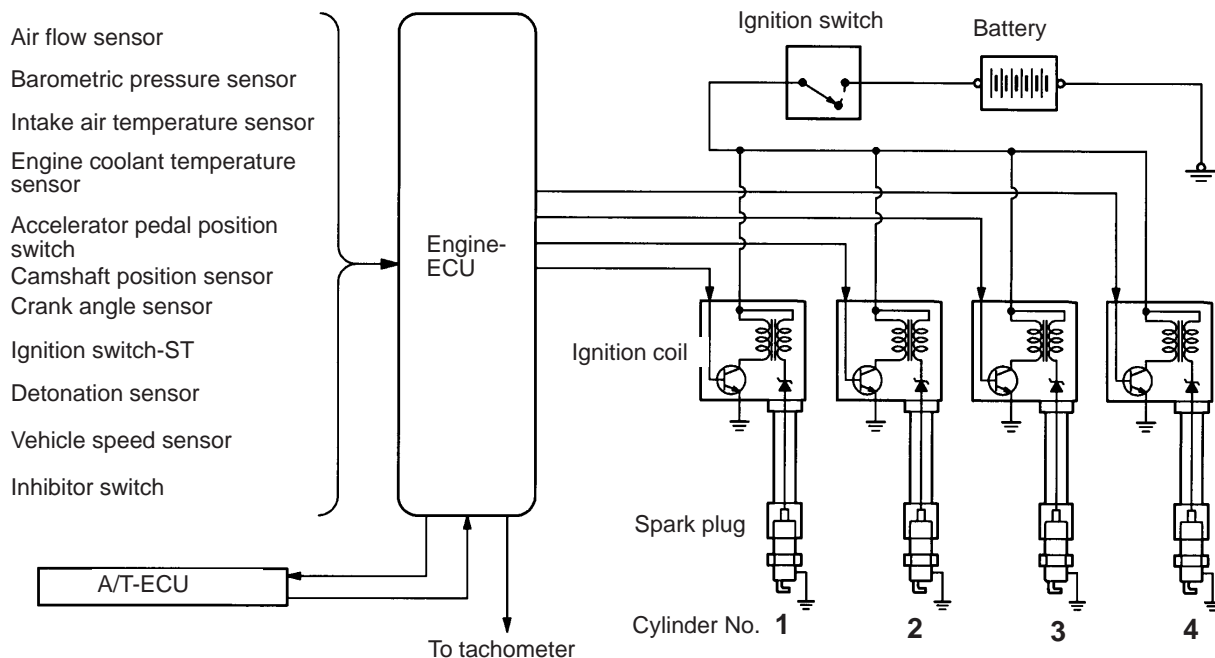 Air flow sensor
Barometric pressure sensor
Intake air temperature sensor
Engine coolant temperature
sensor
Accelerator pedal position
switch
Camshaft position sensor
Crank angle sensor
Ignition switch-ST
Detonation sensor
Vehicle speed sensor
Inhibitor switch
Engine-
ECU
A/T-ECU
To tachometer
Ignition switch
Battery
Ignition coil
Spark plug
Cylinder No. 1 2 3 4